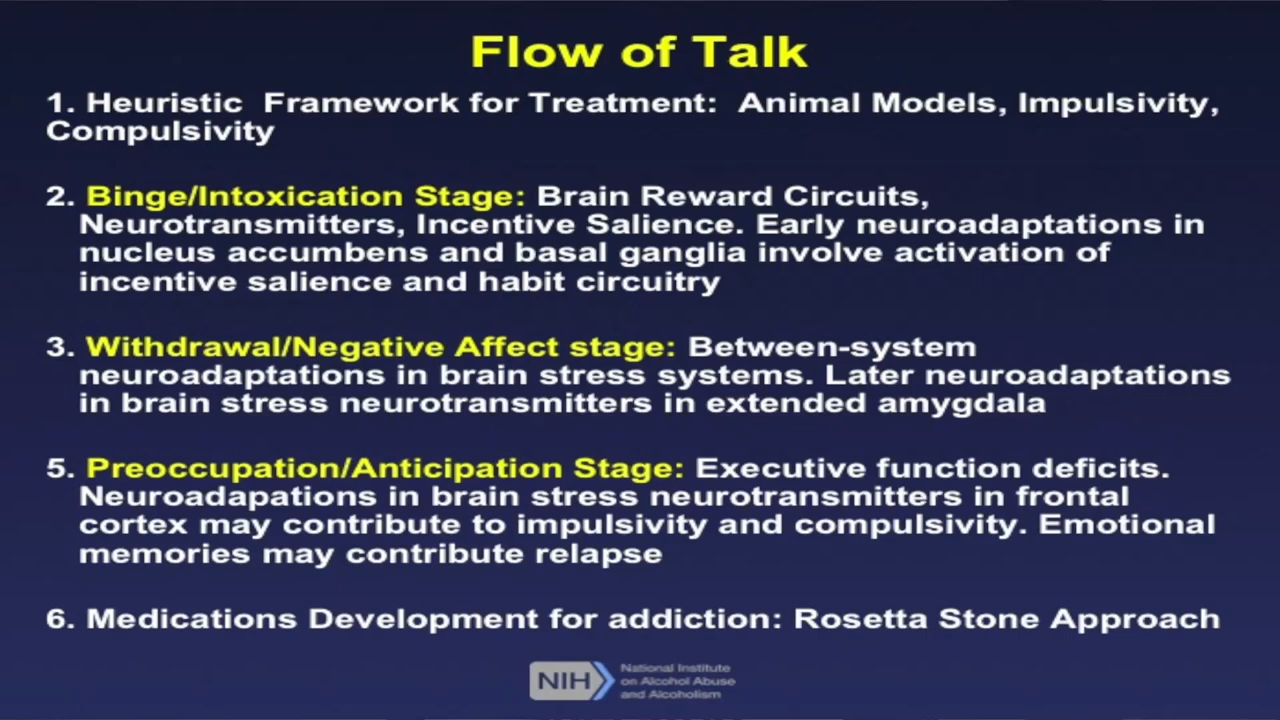 Flow of Talk
1. Heuristic  Framework for Treatment:  Animal Models, Impulsivity,
Compulsivity
2. Binge/Intoxication Stage: Brain Reward Circuits,
Neurotransmitters, Incentive Salience. Early neuroadaptations in
nucleus accumbens and basal ganglia involve activation of
incentive salience and habit circuitry
3. Withdrawal/Negative Affect stage: Between-system
neuroadaptations in brain stress systems. Later neuroadaptations
in brain stress neurotransmitters in extended amygdala
5. Preoccupation/Anticipation Stage: Executive function deficits.
Neuroadapations in brain stress neurotransmitters in frontal
cortex may contribute to impulsivity and compulsivity. Emotional
memories may contribute relapse
6. Medications Development for addiction: Rosetta Stone Approach
NIH
National Institute
on Alcohol Abuse
and Alcoholism